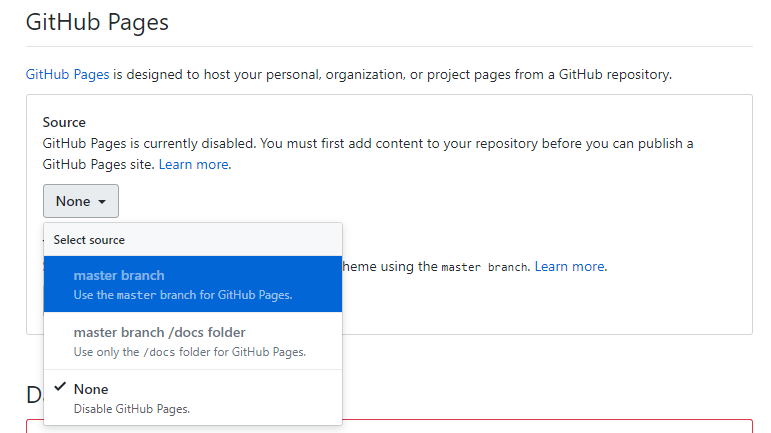 GitHub Pages
GitHub Pages is designed to host your personal, organization, or project pages from a GitHub repository.
Source
GitHub Pages is currently disabled. You must first add content to your repository before you can publish a
GitHub Pages site. Learn more.
None
Select source
master branch
Use the master branch for GitHub Pages.
heme using the master branch. Learn more.
master branch /docs folder
Use only the /docs folder for GitHub Pages.
None
Disable GitHub Pages.